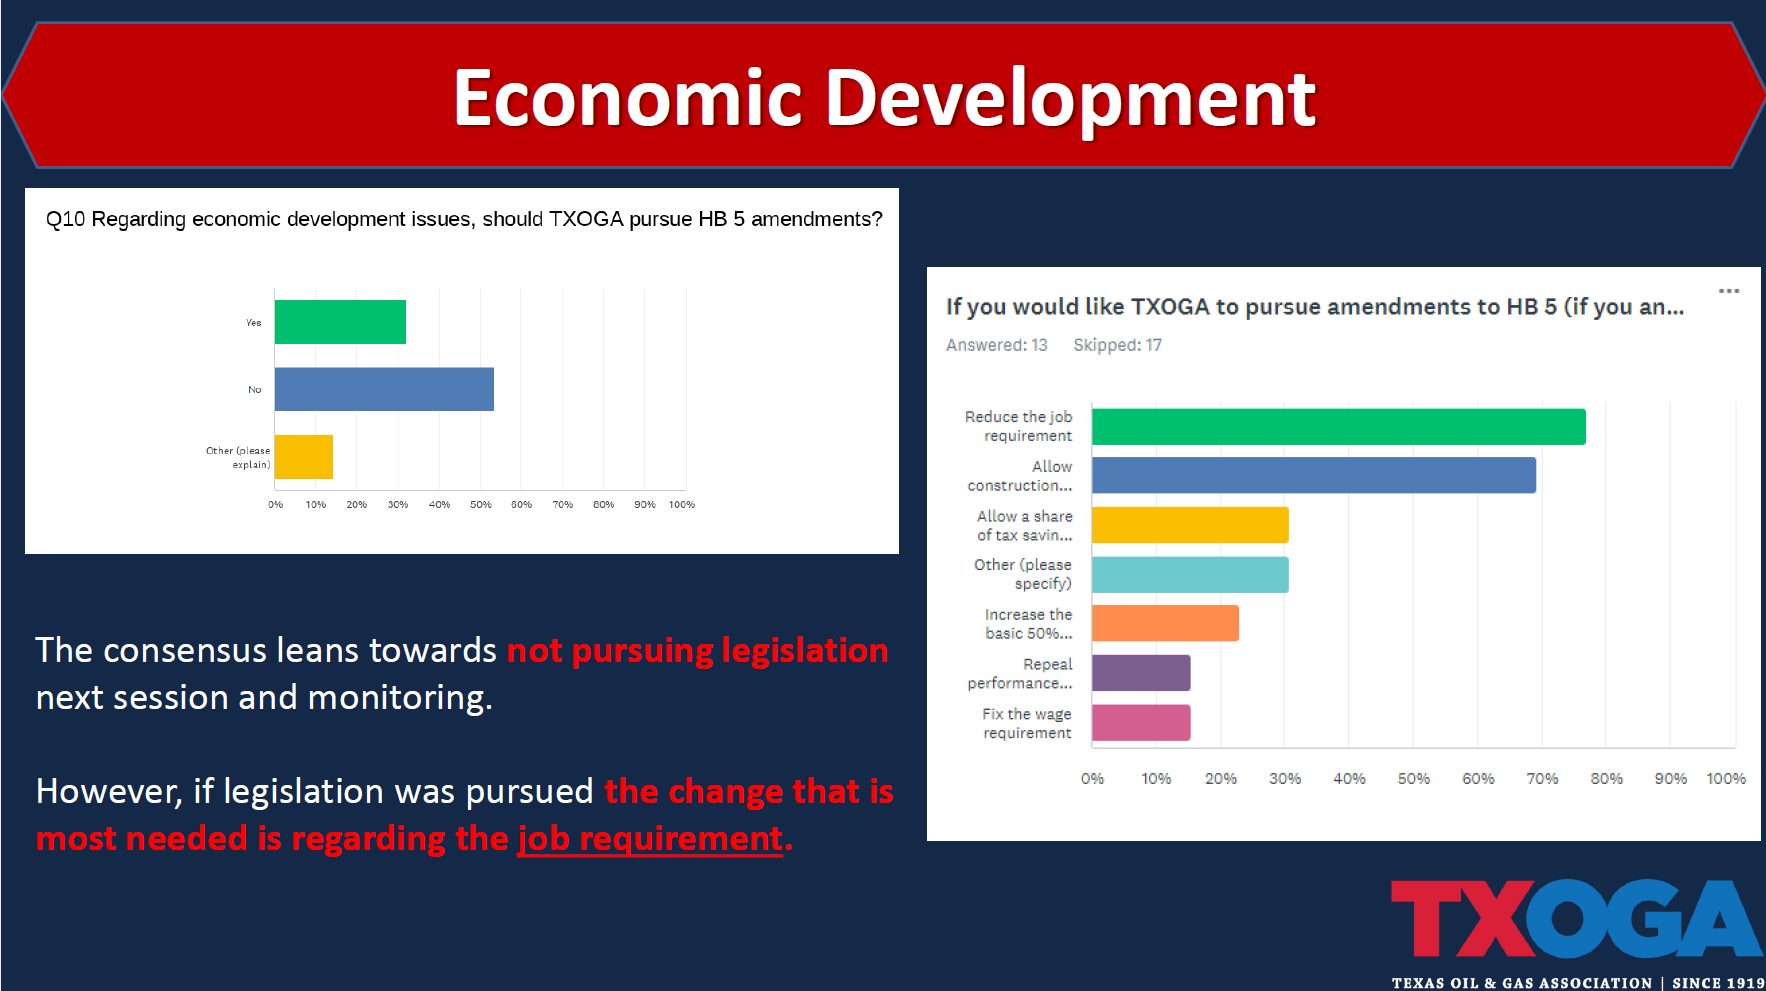 Economic Development
Q10 Regarding economic development issues, should TXOGA pursue HB 5 amendments?
Yes
No
Other (please
explain)
0% 10% 20% 30% 40% 50% 60% 70% 80% 90% 100%
The consensus leans towards not pursuing legislation
next session and monitoring.
However, if legislation was pursued the change that is
most needed is regarding the job requirement.
If you would like TXOGA to pursue amendments to HB 5 (if you an...
Answered: 13 Skipped: 17
Reduce the job
requirement
Allow
construction...
Allow a share
of tax savin...
Other (please
specify)
Increase the
basic 50%...
Repeal
performance...
Fix the wage
requirement
0% 10% 20% 30% 40% 50% 60% 70% 80% 90% 100%
TXOGA
TEXAS OIL & GAS ASSOCIATION | SINCE 1919